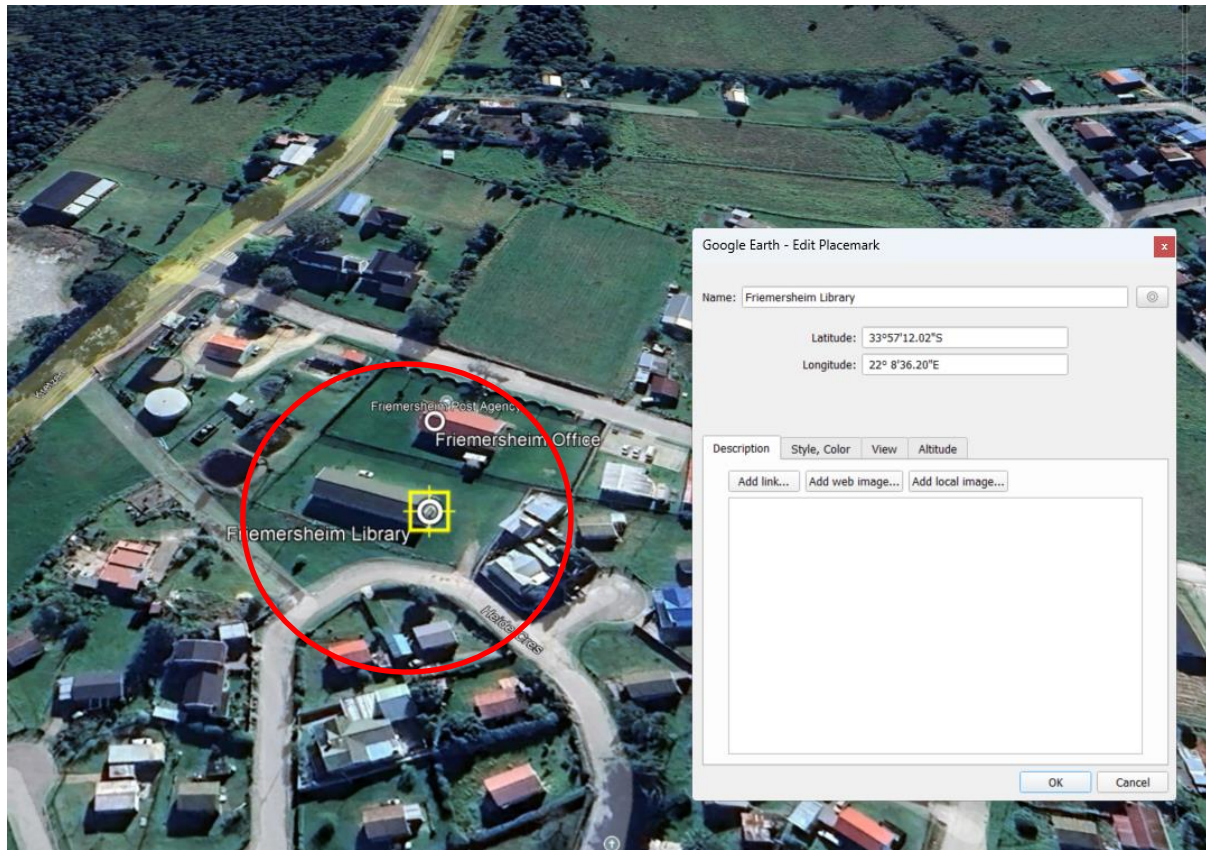 Google Earth - Edit Placemark
x
Name: Friemersheim Library
Latitude: 33°57'12.02"S
Longitude: 22° 8'36.20"E
Description Style, Color View Altitude
Add link... Add web image... Add local image...
OK Cancel
Friemersheim Post Agency
Friemersheim Office
Friemersheim Library
Heide Cres